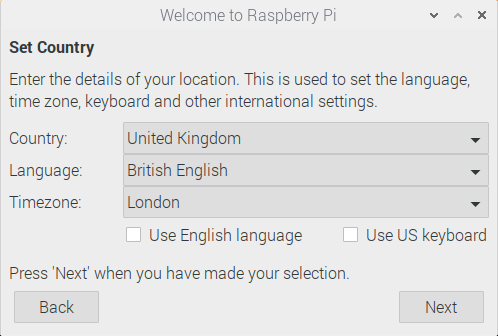 Welcome to Raspberry Pi
Set Country
Enter the details of your location. This is used to set the language,
time zone, keyboard and other international settings.
Country: United Kingdom
Language: British English
Timezone: London
Use English language Use US keyboard
Press 'Next' when you have made your selection.
Back Next